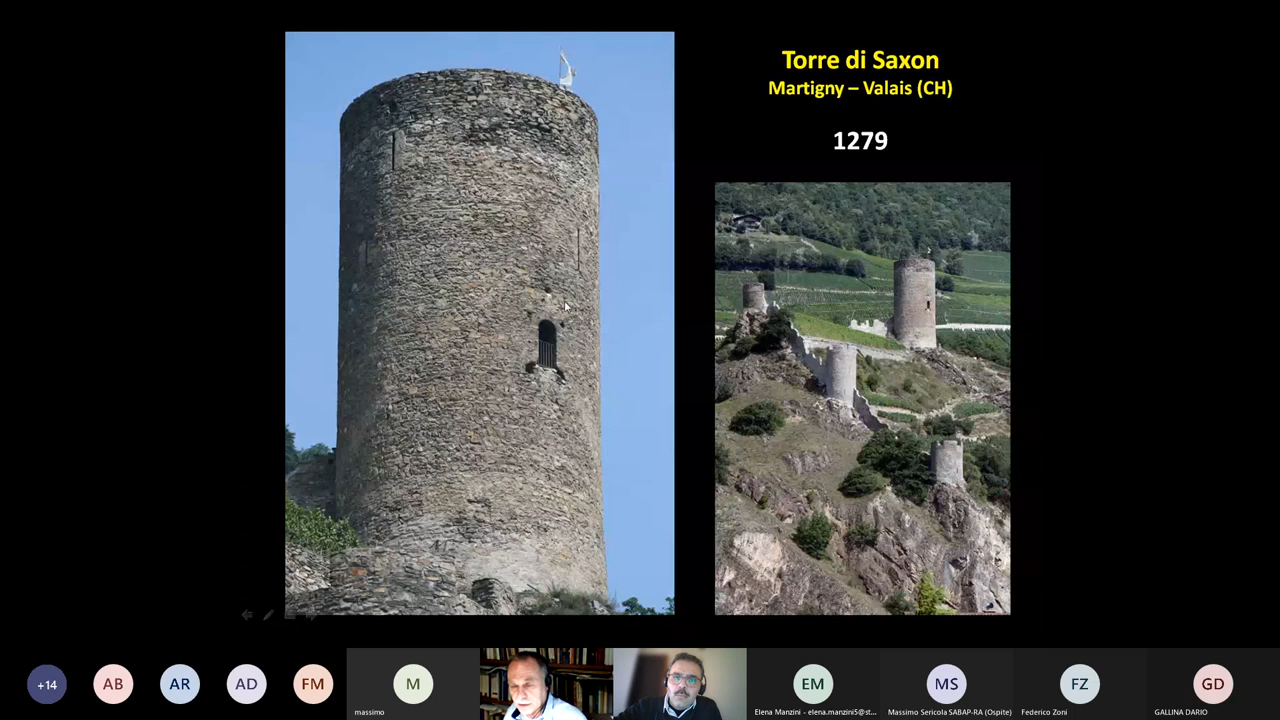 Torre di Saxon
Martigny – Valais (CH)
1279
+14
AB
AR
AD
FM
M
massimo
EM
Elena Manzini - elena.manzini5@st...
MS
Massimo Sericola SABAP-RA (Ospite)
FZ
Federico Zoni
GD
GALLINA DARIO